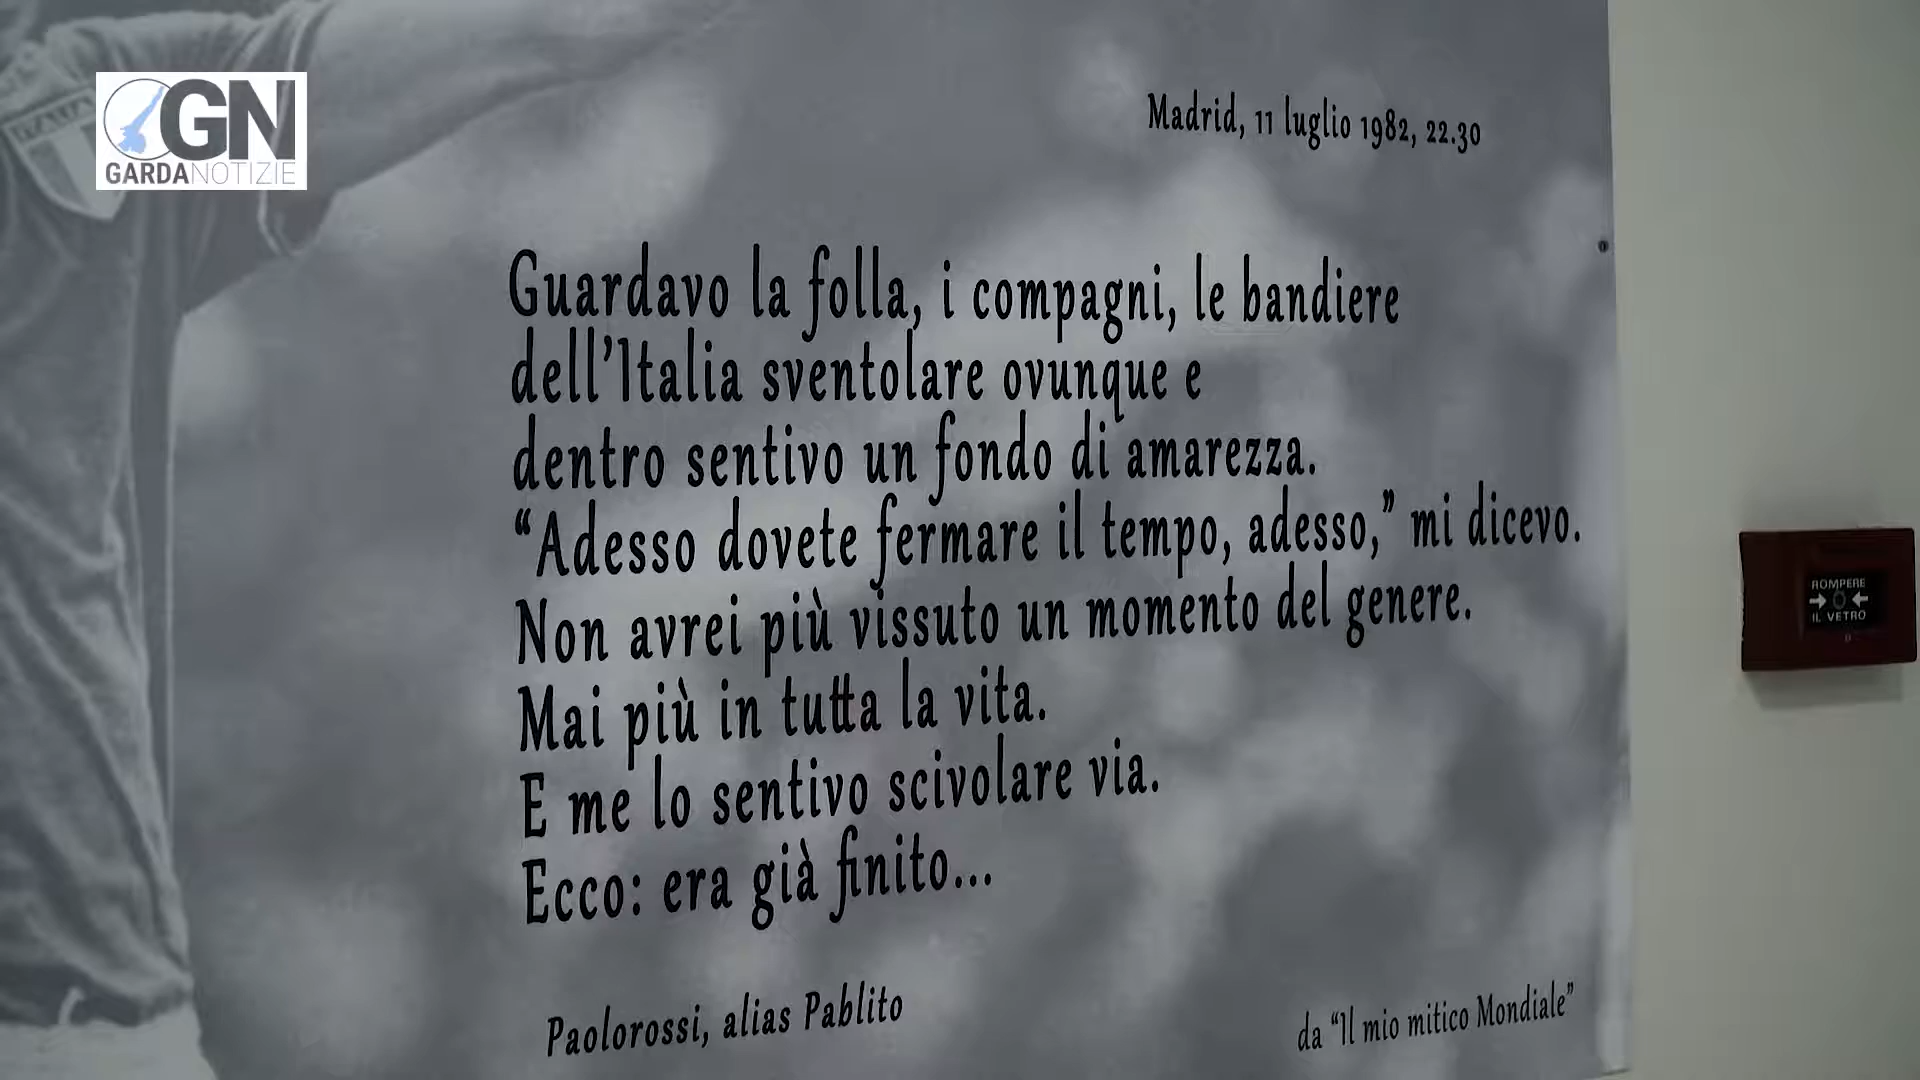 GN
GARDANOTIZIE
Madrid, 11 luglio 1982, 22.30
Guardavo la folla, i compagni, le bandiere
dell'Italia sventolare ovunque e
dentro sentivo un fondo di amarezza.
“Adesso dovete fermare il tempo, adesso,” mi dicevo.
Non avrei più vissuto un momento del genere.
Mai più in tutta la vita.
E me lo sentivo scivolare via.
Ecco: era già finito...
Paolorossi, alias Pablito
da “Il mio mitico Mondiale”
ROMPERE
IL VETRO